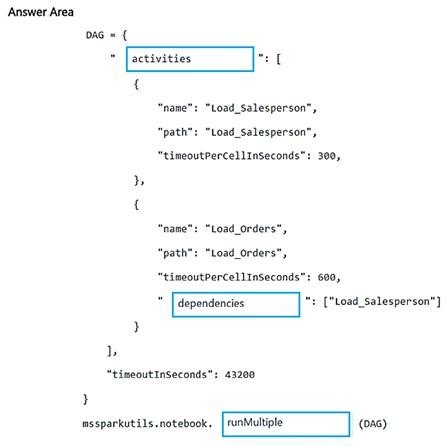 Answer Area
DAG = {
" activities ": [
{
"name": "Load_Salesperson",
"path": "Load_Salesperson",
"timeoutPerCellInSeconds": 300,
},
{
"name": "Load_Orders",
"path": "Load_Orders",
"timeoutPerCellInSeconds": 600,
" dependencies ": ["Load_Salesperson"]
}
],
"timeoutInSeconds": 43200
}
mssparkutils.notebook. runMultiple (DAG)